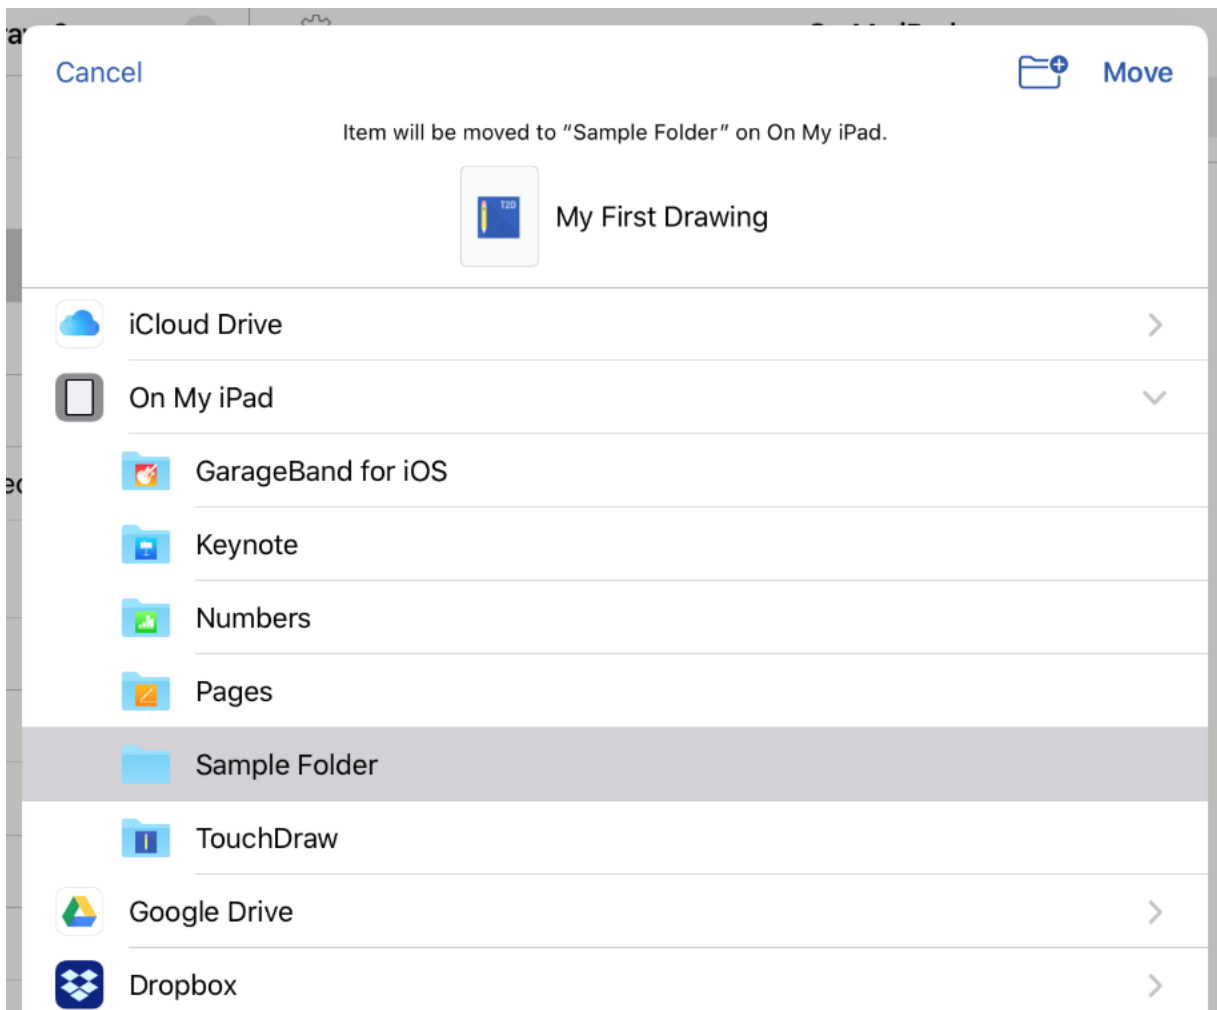 Cancel
Move
Item will be moved to “Sample Folder” on On My iPad.
T2D
My First Drawing
iCloud Drive
On My iPad
GarageBand for iOS
Keynote
Numbers
Pages
Sample Folder
TouchDraw
Google Drive
Dropbox